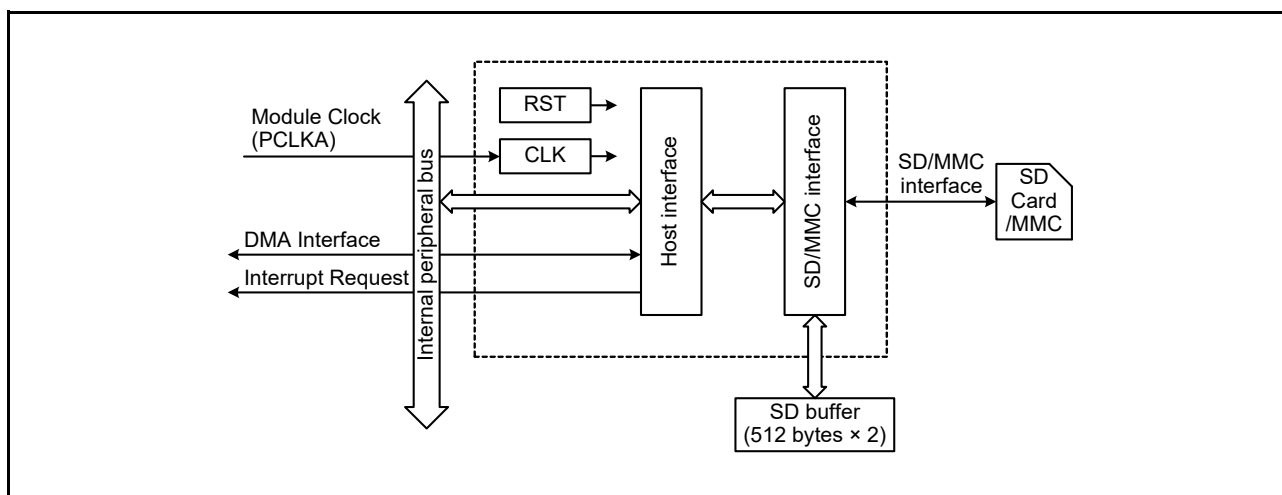 Module Clock
(PCLKA)
RST
CLK
DMA Interface
Interrupt Request
Internal peripheral bus
Host interface
SD/MMC interface
SD/MMC
interface
SD
Card
/MMC
SD buffer
(512 bytes × 2)